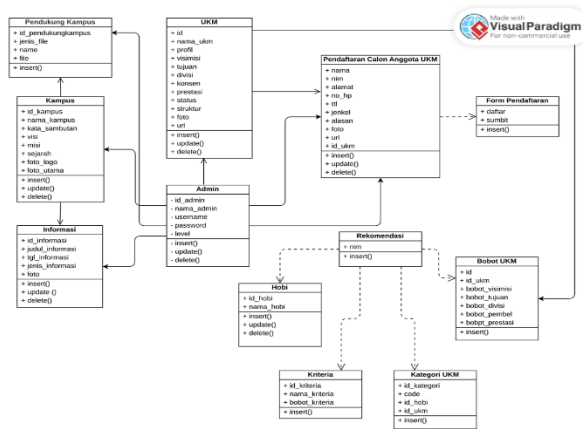 Made with
VisualParadigm
For non-commercial use
Pendukung Kampus
+ id_pendukungkampus
+ jenis_file
+ name
+ file
+ insert()
UKM
+ id
+ nama_ukm
+ profil
+ visimisi
+ tujuan
+ divisi
+ konsen
+ prestasi
+ status
+ struktur
+ foto
+ url
+ insert()
+ update()
+ delete()
Pendaftaran Calon Anggota UKM
+ nama
+ nim
+ alamat
+ no_hp
+ ttl
+ jenkel
+ alasan
+ foto
+ url
+ id_ukm
+ insert()
+ update()
+ delete()
Form Pendaftaran
+ daftar
+ sumbit
+ insert()
Kampus
+ id_kampus
+ nama_kampus
+ kata_sambutan
+ visi
+ misi
+ sejarah
+ foto_logo
+ foto_utama
+ insert()
+ update()
+ delete()
Admin
- id_admin
- nama_admin
- username
- password
- level
- insert()
- update()
- delete()
Informasi
+ id_informasi
+ judul_informasi
+ tgl_informasi
+ jenis_informasi
+ foto
+ insert()
+ update ()
+ delete()
Rekomendasi
+ nim
+ insert()
Bobot UKM
+ id
+ id_ukm
+ bobot_visimisi
+ bobot_tujuan
+ bobot_divisi
+ bobot_pembel
+ bobpt_prestasi
+ insert()
Hobi
+ id_hobi
+ nama_hobi
+ insert()
+ update()
+ delete()
Kriteria
+ id_kriteria
+ nama_kriteria
+ bobot_kriteria
+ insert()
Kategori UKM
+ id_kategori
+ code
+ id_hobi
+ id_ukm
+ insert()